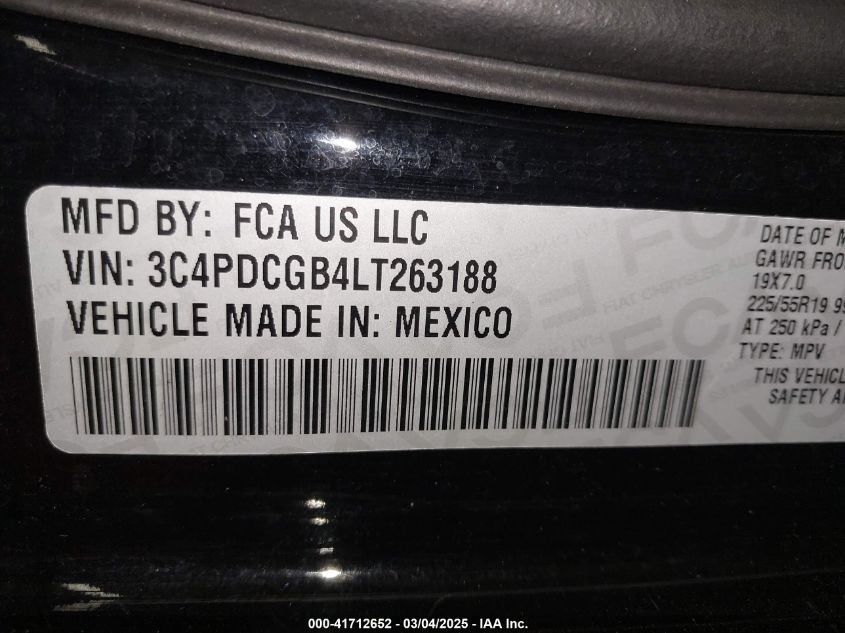 MFD BY: FCA US LLC
VIN: 3C4PDCGB4LT263188
VEHICLE MADE IN: MEXICO
DATE OF M
GAWR FRO
19X7.0
225/55R19 99
AT 250 kPa /
TYPE: MPV
THIS VEHICL
SAFETY A
000-41712652 - 03/04/2025 - IAA Inc.